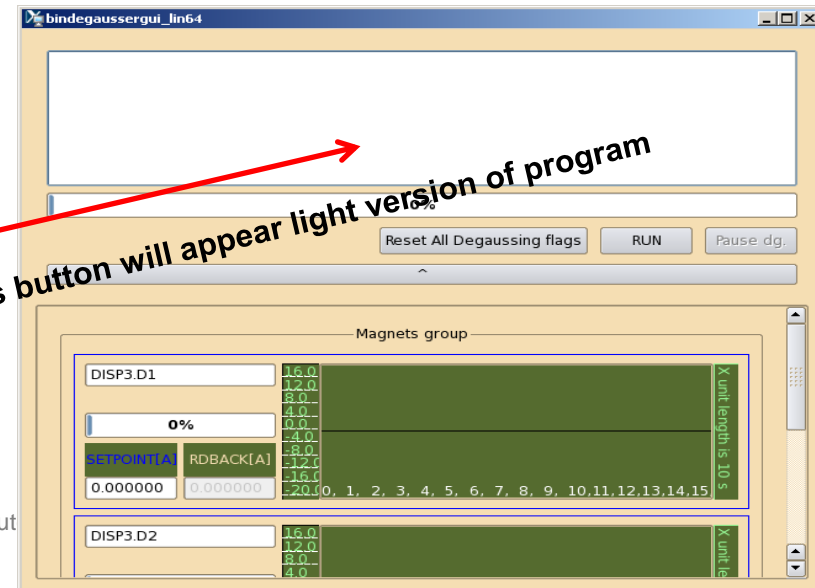 bindegaussergui_lin64
s button will appear light version of program
0%
Reset All Degaussing flags
RUN
Pause dg.
^
Magnets group
DISP3.D1
0%
SETPOINT[A]
RDBACK[A]
0.000000
0.000000
16.0
12.0
8.0
4.0
0.0
-4.0
-8.0
-12.0
-16.0
-20.0
0, 1, 2, 3, 4, 5, 6, 7, 8, 9, 10,11,12,13,14,15,
X unit length is 10 s
ut
DISP3.D2
16.0
12.0
8.0
4.0
X unit le